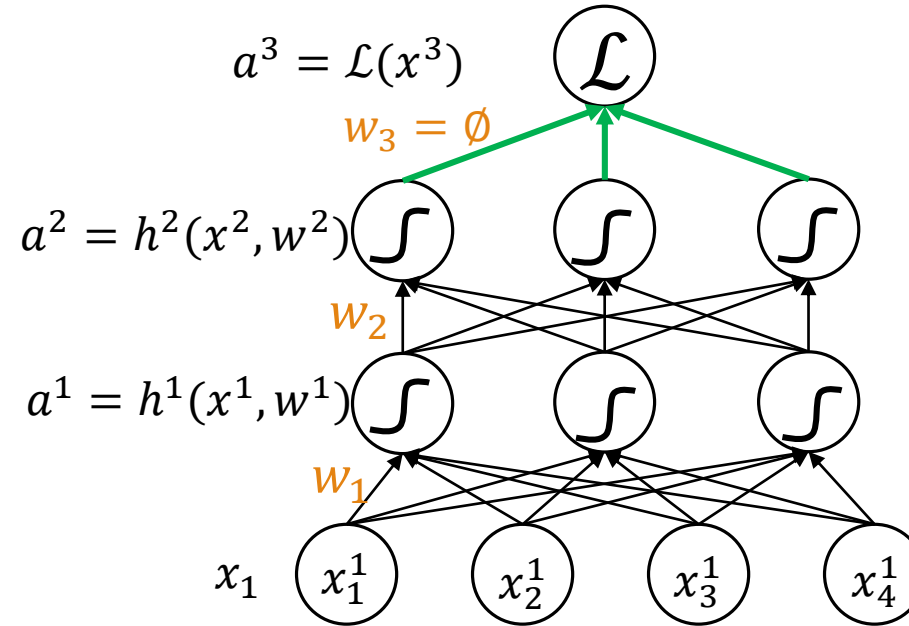 a³ = ℒ(x³)
ℒ
w₃ = ∅
a² = h²(x², w²)
w₂
a¹ = h¹(x¹, w¹)
w₁
x₁ x₁¹ x₂¹ x₃¹ x₄¹